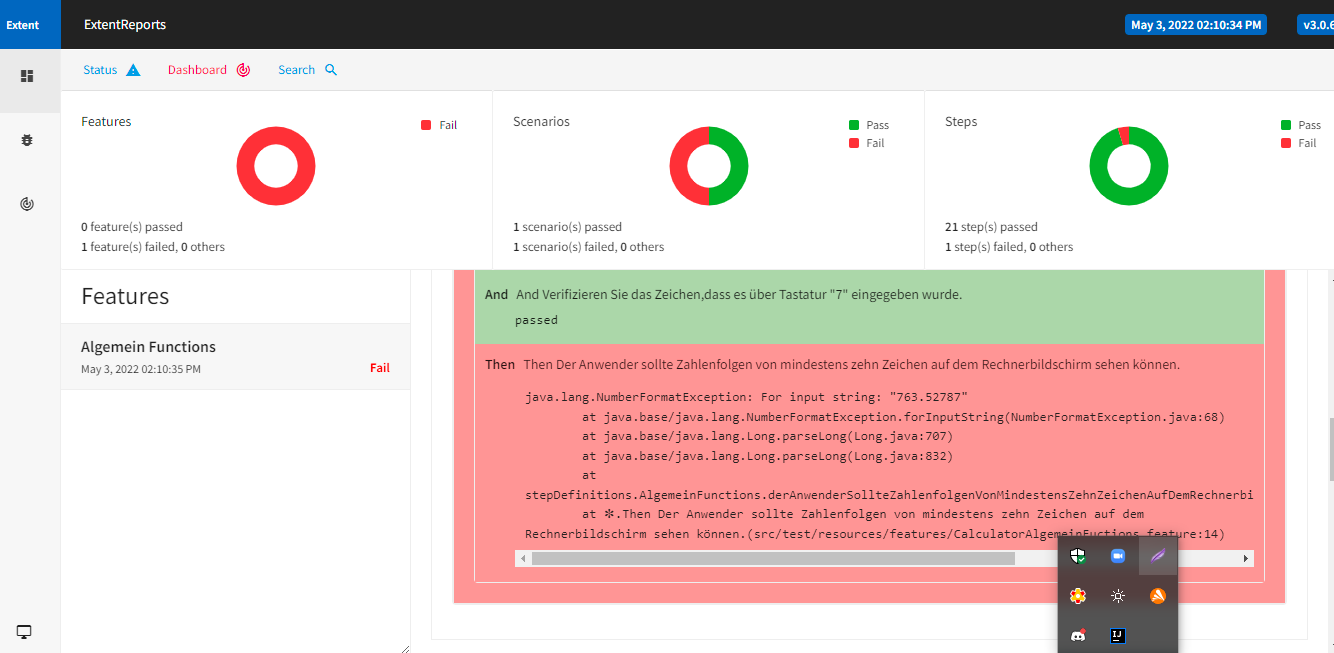 Extent
ExtentReports
May 3, 2022 02:10:34 PM
v3.0.6
Status
Dashboard
Search
Features
Fail
0 feature(s) passed
1 feature(s) failed, 0 others
Scenarios
Pass
Fail
1 scenario(s) passed
1 scenario(s) failed, 0 others
Steps
Pass
Fail
21 step(s) passed
1 step(s) failed, 0 others
Features
Algemein Functions
May 3, 2022 02:10:35 PM
Fail
And And Verifizieren Sie das Zeichen,dass es über Tastatur "7" eingegeben wurde.
passed
Then Then Der Anwender sollte Zahlenfolgen von mindestens zehn Zeichen auf dem Rechnerbildschirm sehen können.
java.lang.NumberFormatException: For input string: "763.52787"
at java.base/java.lang.NumberFormatException.forInputString(NumberFormatException.java:68)
at java.base/java.lang.Long.parseLong(Long.java:707)
at java.base/java.lang.Long.parseLong(Long.java:832)
at
stepDefinitions.AlgemeinFunctions.derAnwenderSollteZahlenfolgenVonMindestensZehnZeichenAufDemRechnerbi
at ✽.Then Der Anwender sollte Zahlenfolgen von mindestens zehn Zeichen auf dem
Rechnerbildschirm sehen können.(src/test/resources/features/CalculatorAlgemeinFuctions.feature:14)
IJ